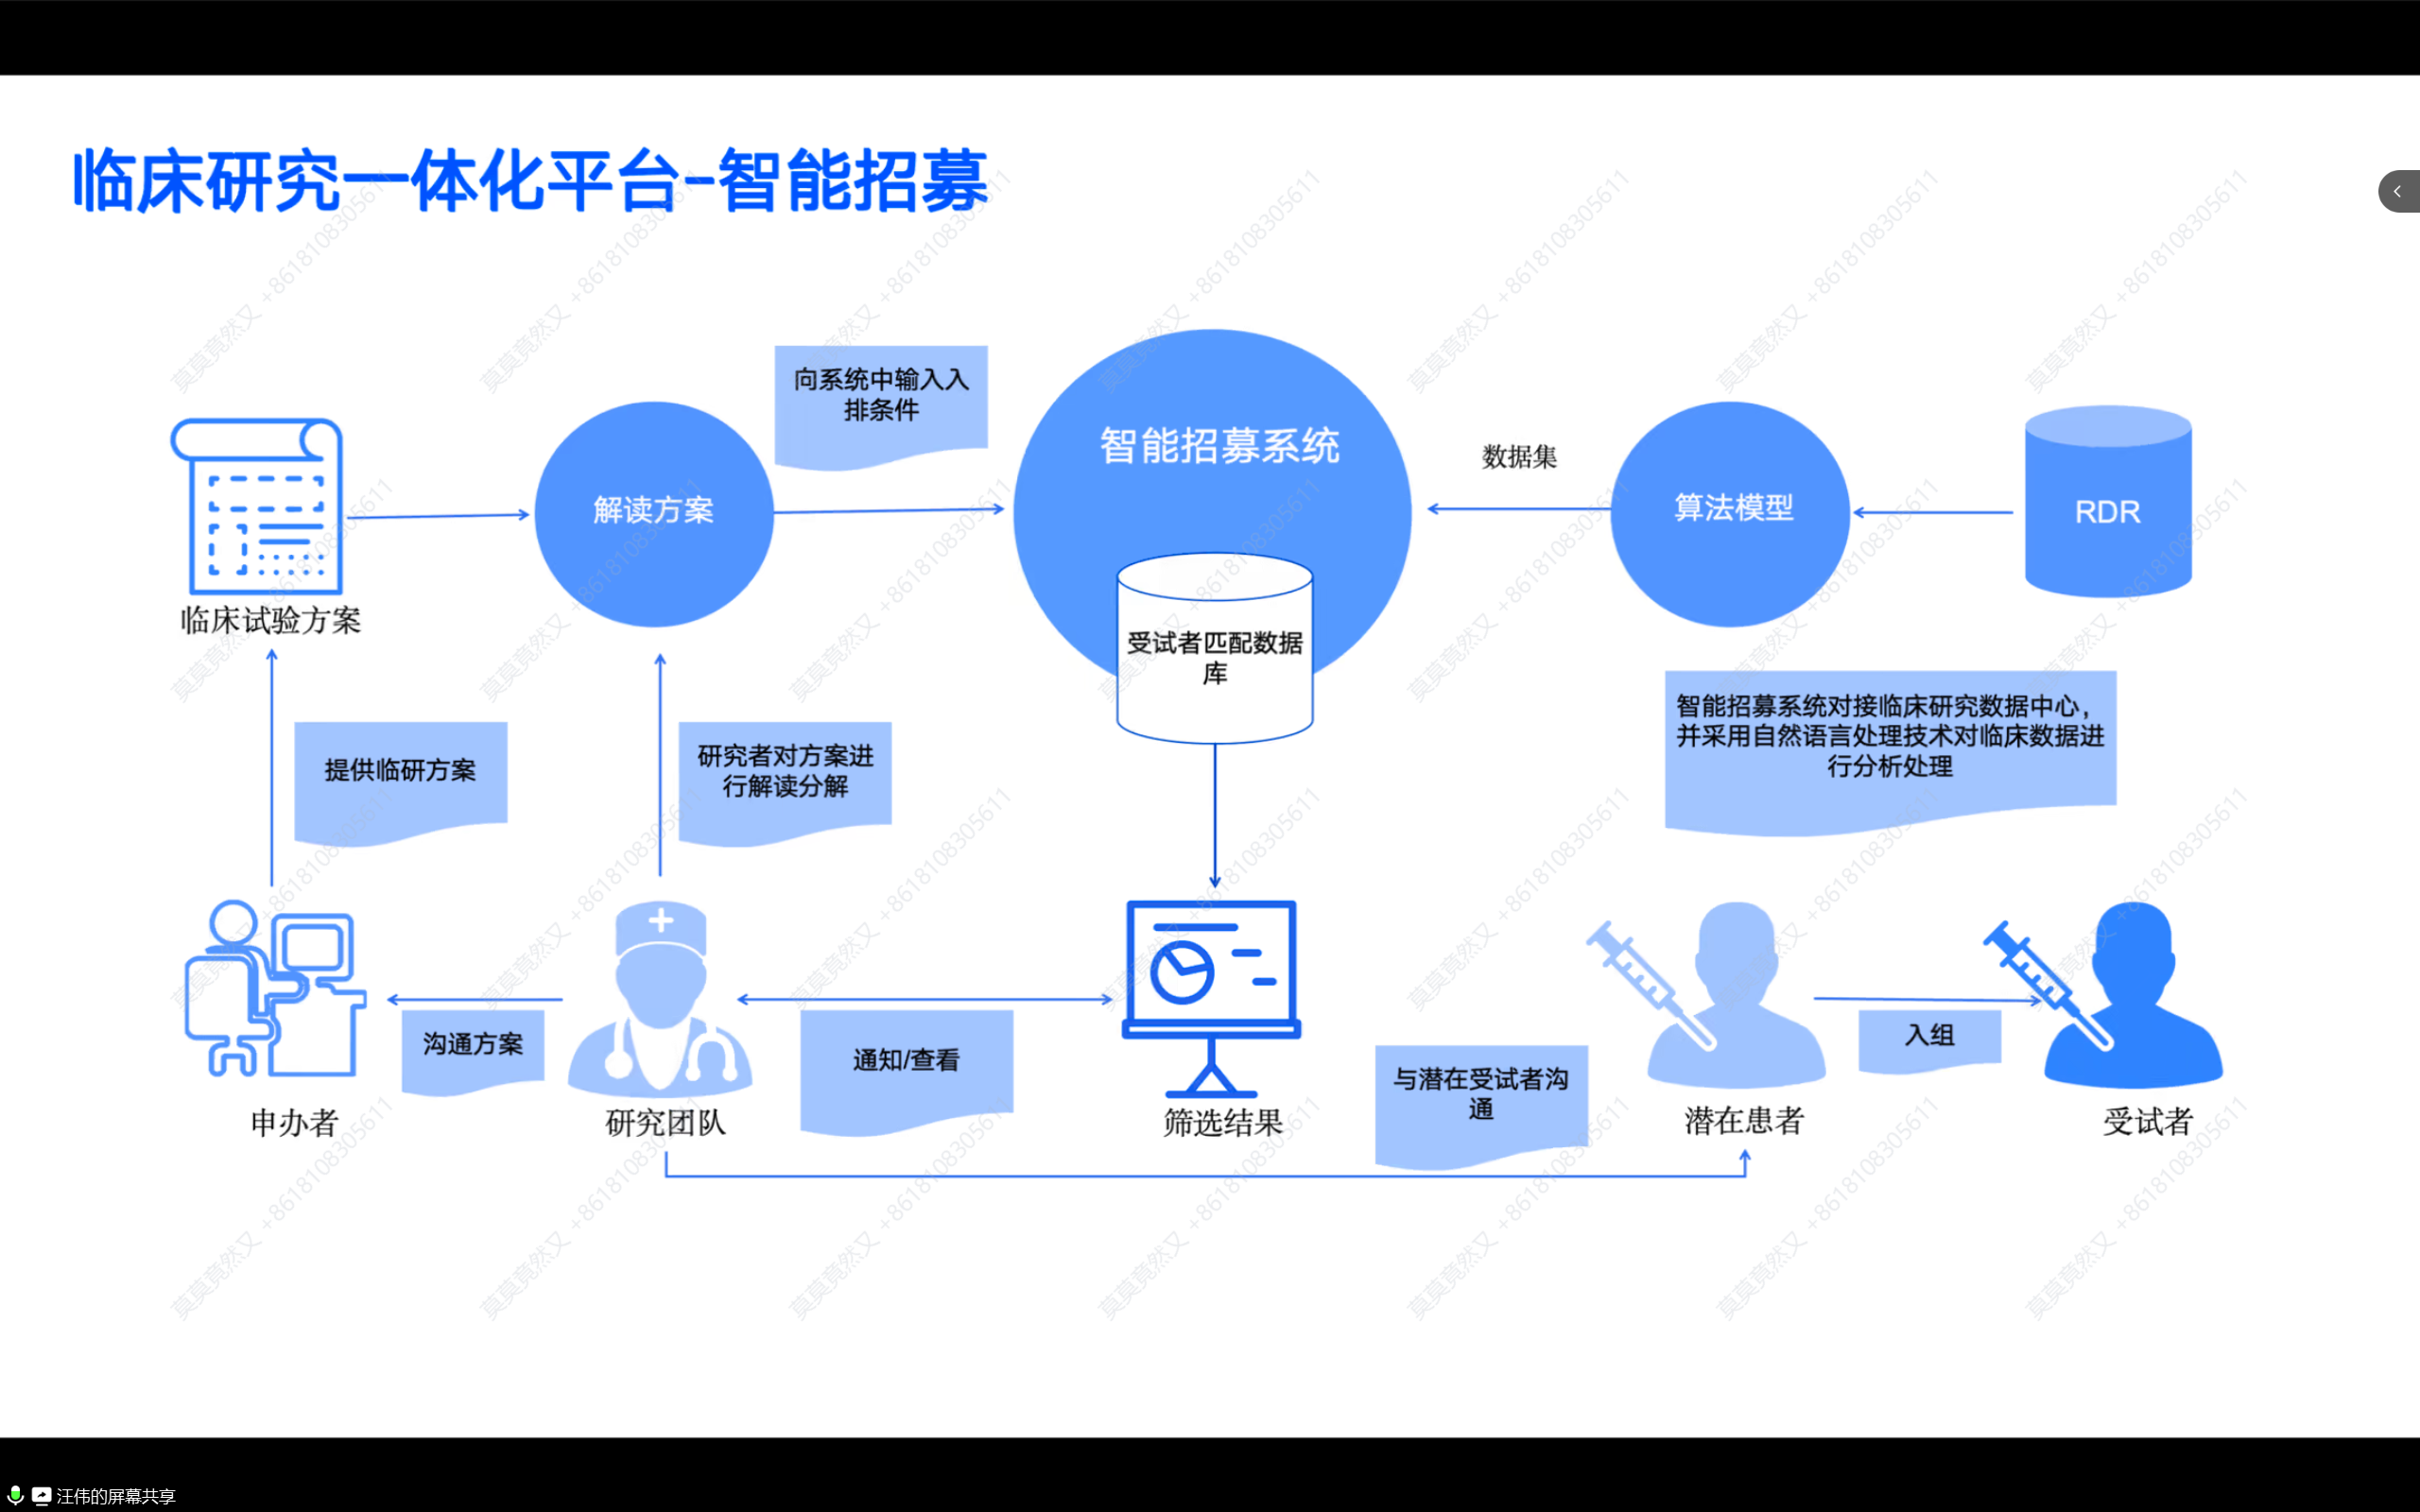 临床研究一体化平台-智能招募
向系统中输入入
排条件
智能招募系统
数据集
解读方案
算法模型
RDR
临床试验方案
受试者匹配数据
库
提供临研方案
研究者对方案进
行解读分解
智能招募系统对接临床研究数据中心，
并采用自然语言处理技术对临床数据进
行分析处理
沟通方案
通知/查看
与潜在受试者沟
通
入组
申办者
研究团队
筛选结果
潜在患者
受试者
莫莫竟然又 +8618108305611
汪伟的屏幕共享